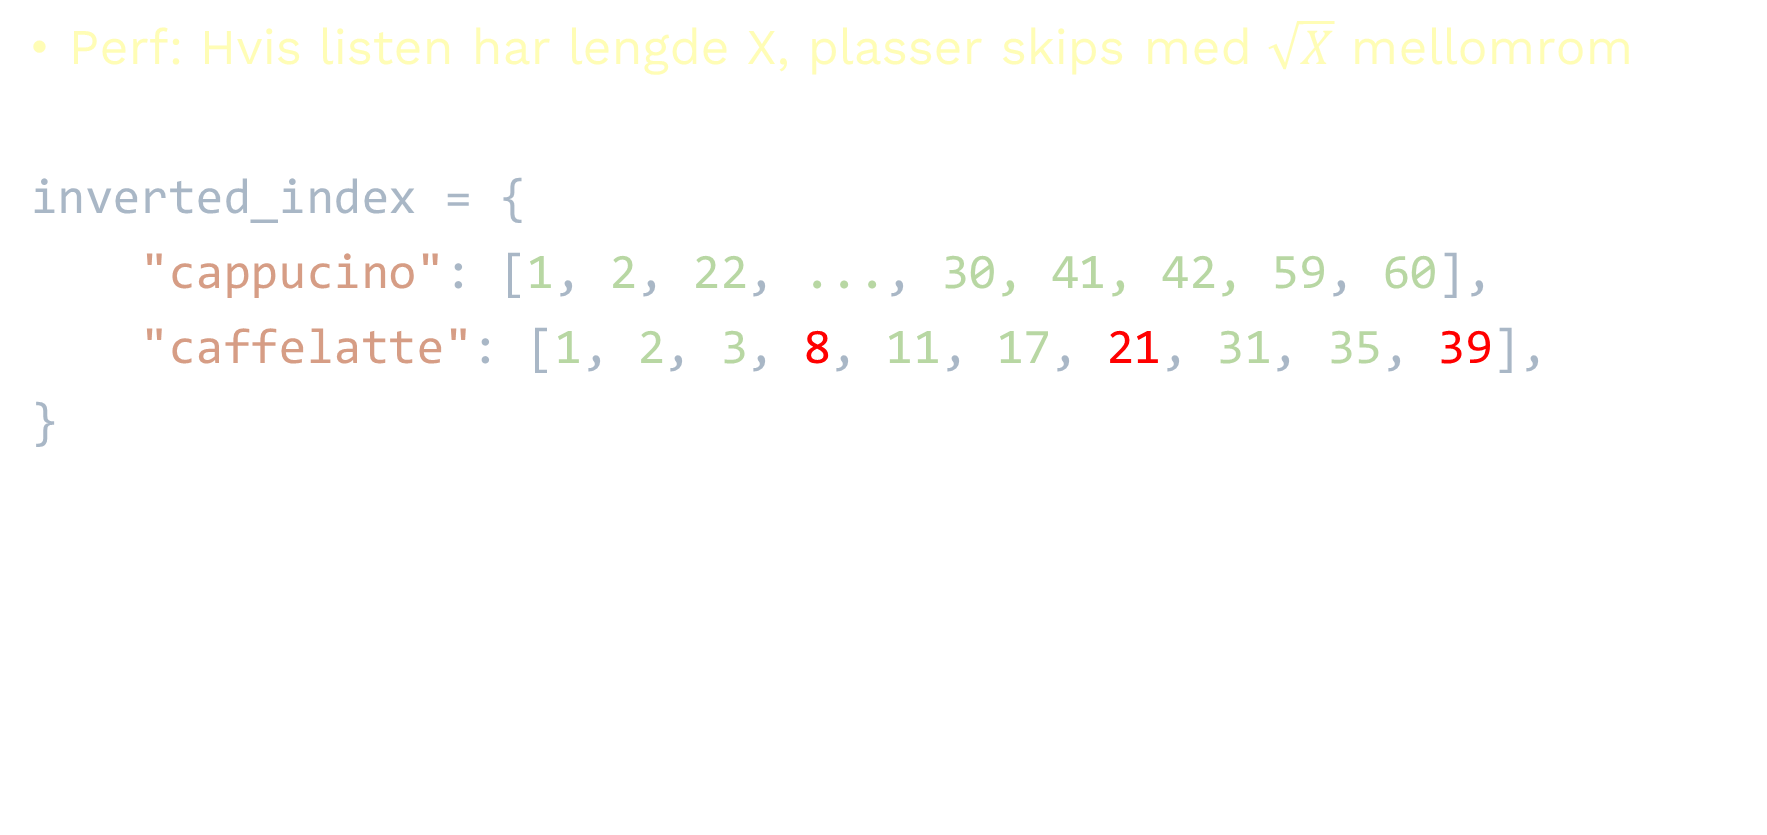 • Perf: Hvis listen har lengde X, plasser skips med √X mellomrom
inverted_index = {
"cappucino": [1, 2, 22, ..., 30, 41, 42, 59, 60],
"caffelatte": [1, 2, 3, 8, 11, 17, 21, 31, 35, 39],
}